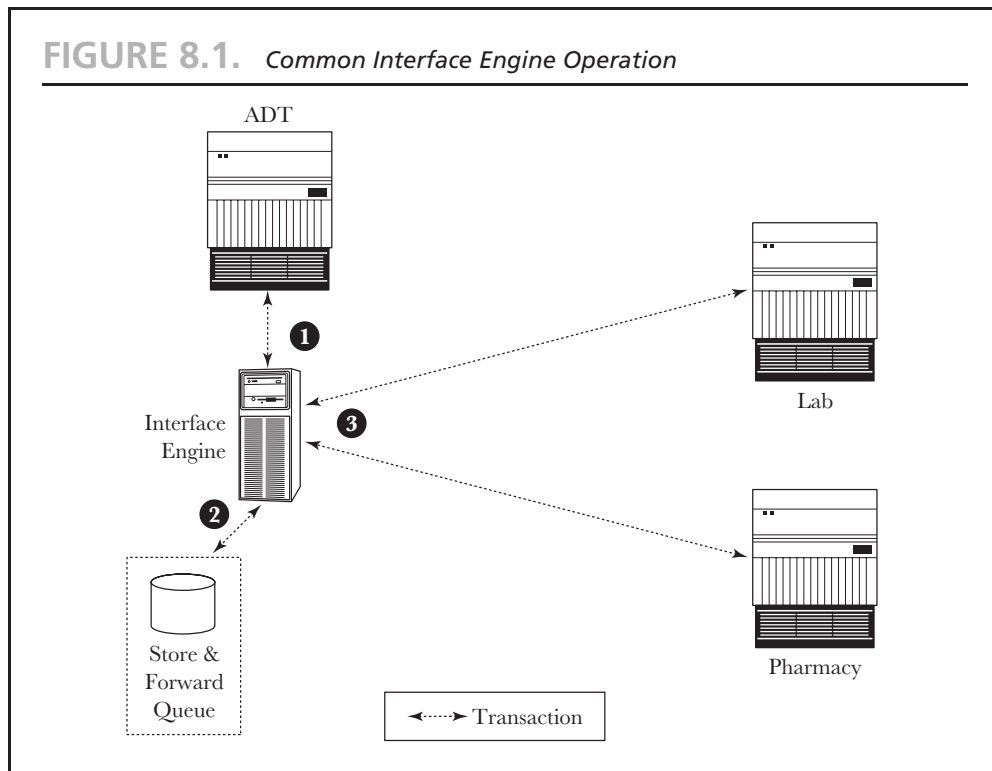 FIGURE 8.1. Common Interface Engine Operation
ADT
1
Interface
Engine
3
Lab
2
Store &
Forward
Queue
Pharmacy
Transaction